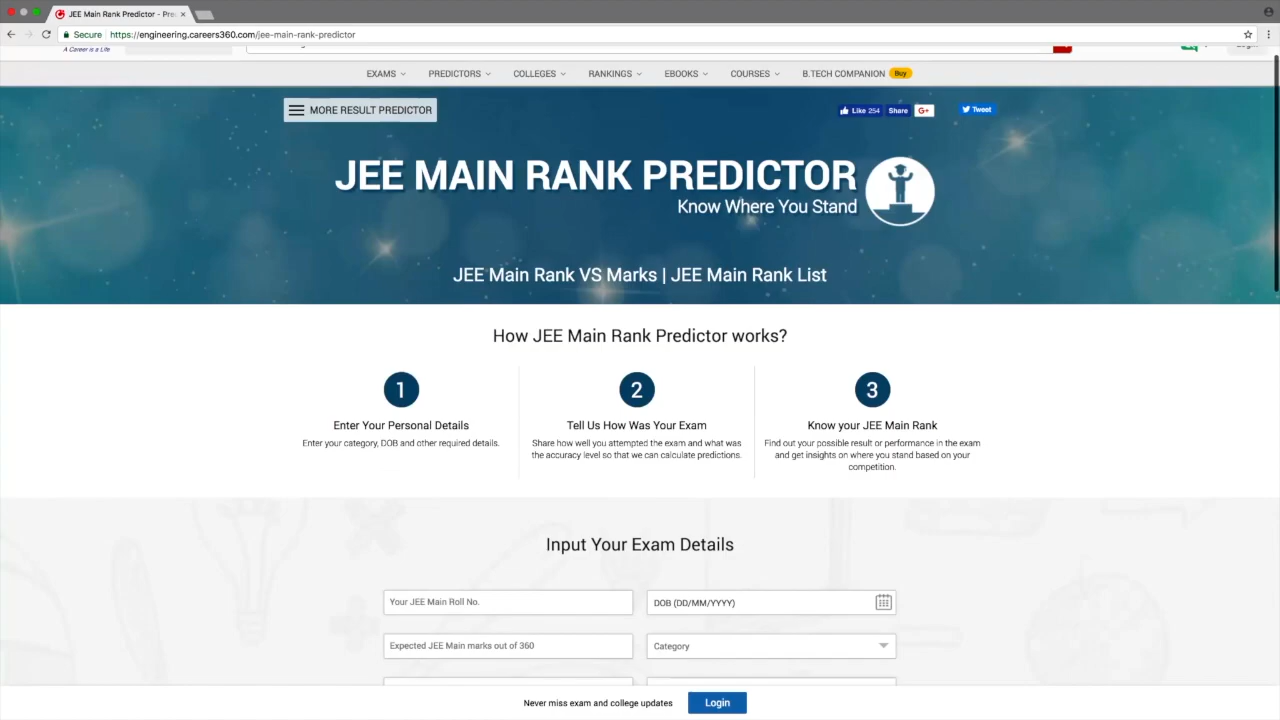 JEE Main Rank Predictor - Pre
Secure https://engineering.careers360.com/jee-main-rank-predictor
A Career is a Life
EXAMS PREDICTORS COLLEGES RANKINGS EBOOKS COURSES B.TECH COMPANION Buy
MORE RESULT PREDICTOR
Like 254 Share G+ Tweet
JEE MAIN RANK PREDICTOR
Know Where You Stand
JEE Main Rank VS Marks | JEE Main Rank List
How JEE Main Rank Predictor works?
1 2 3
Enter Your Personal Details
Enter your category, DOB and other required details.
Tell Us How Was Your Exam
Share how well you attempted the exam and what was
the accuracy level so that we can calculate predictions.
Know your JEE Main Rank
Find out your possible result or performance in the exam
and get insights on where you stand based on your
competition.
Input Your Exam Details
Your JEE Main Roll No.
DOB (DD/MM/YYYY)
Expected JEE Main marks out of 360
Category
Never miss exam and college updates Login